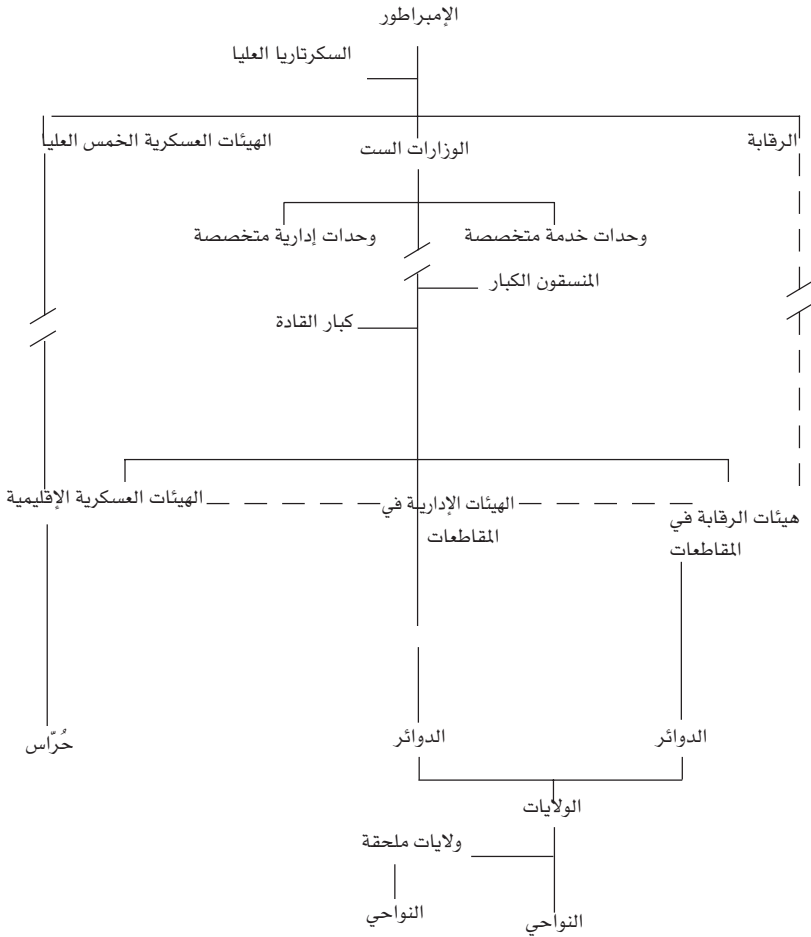 الإمبراطور
السكرتاريا العليا
الرقابة
الوزارات الست
الهيئات العسكرية الخمس العليا
وحدات خدمة متخصصة
وحدات إدارية متخصصة
المنسقون الكبار
كبار القادة
هيئات الرقابة في
المقاطعات
الهيئات الإدارية في
المقاطعات
الهيئات العسكرية الإقليمية
الدوائر
الدوائر
حُرّاس
الولايات
ولايات ملحقة
النواحي
النواحي